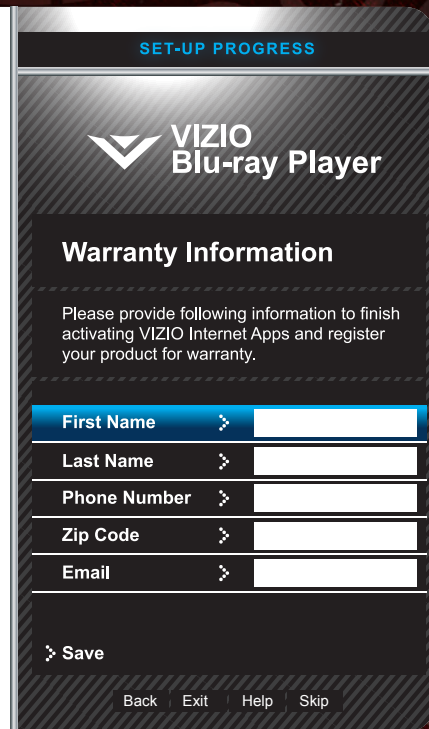 SET-UP PROGRESS
VIZIO
Blu-ray Player
Warranty Information
Please provide following information to finish
activating VIZIO Internet Apps and register
your product for warranty.
First Name
Last Name
Phone Number
Zip Code
Email
Save
Back Exit Help Skip